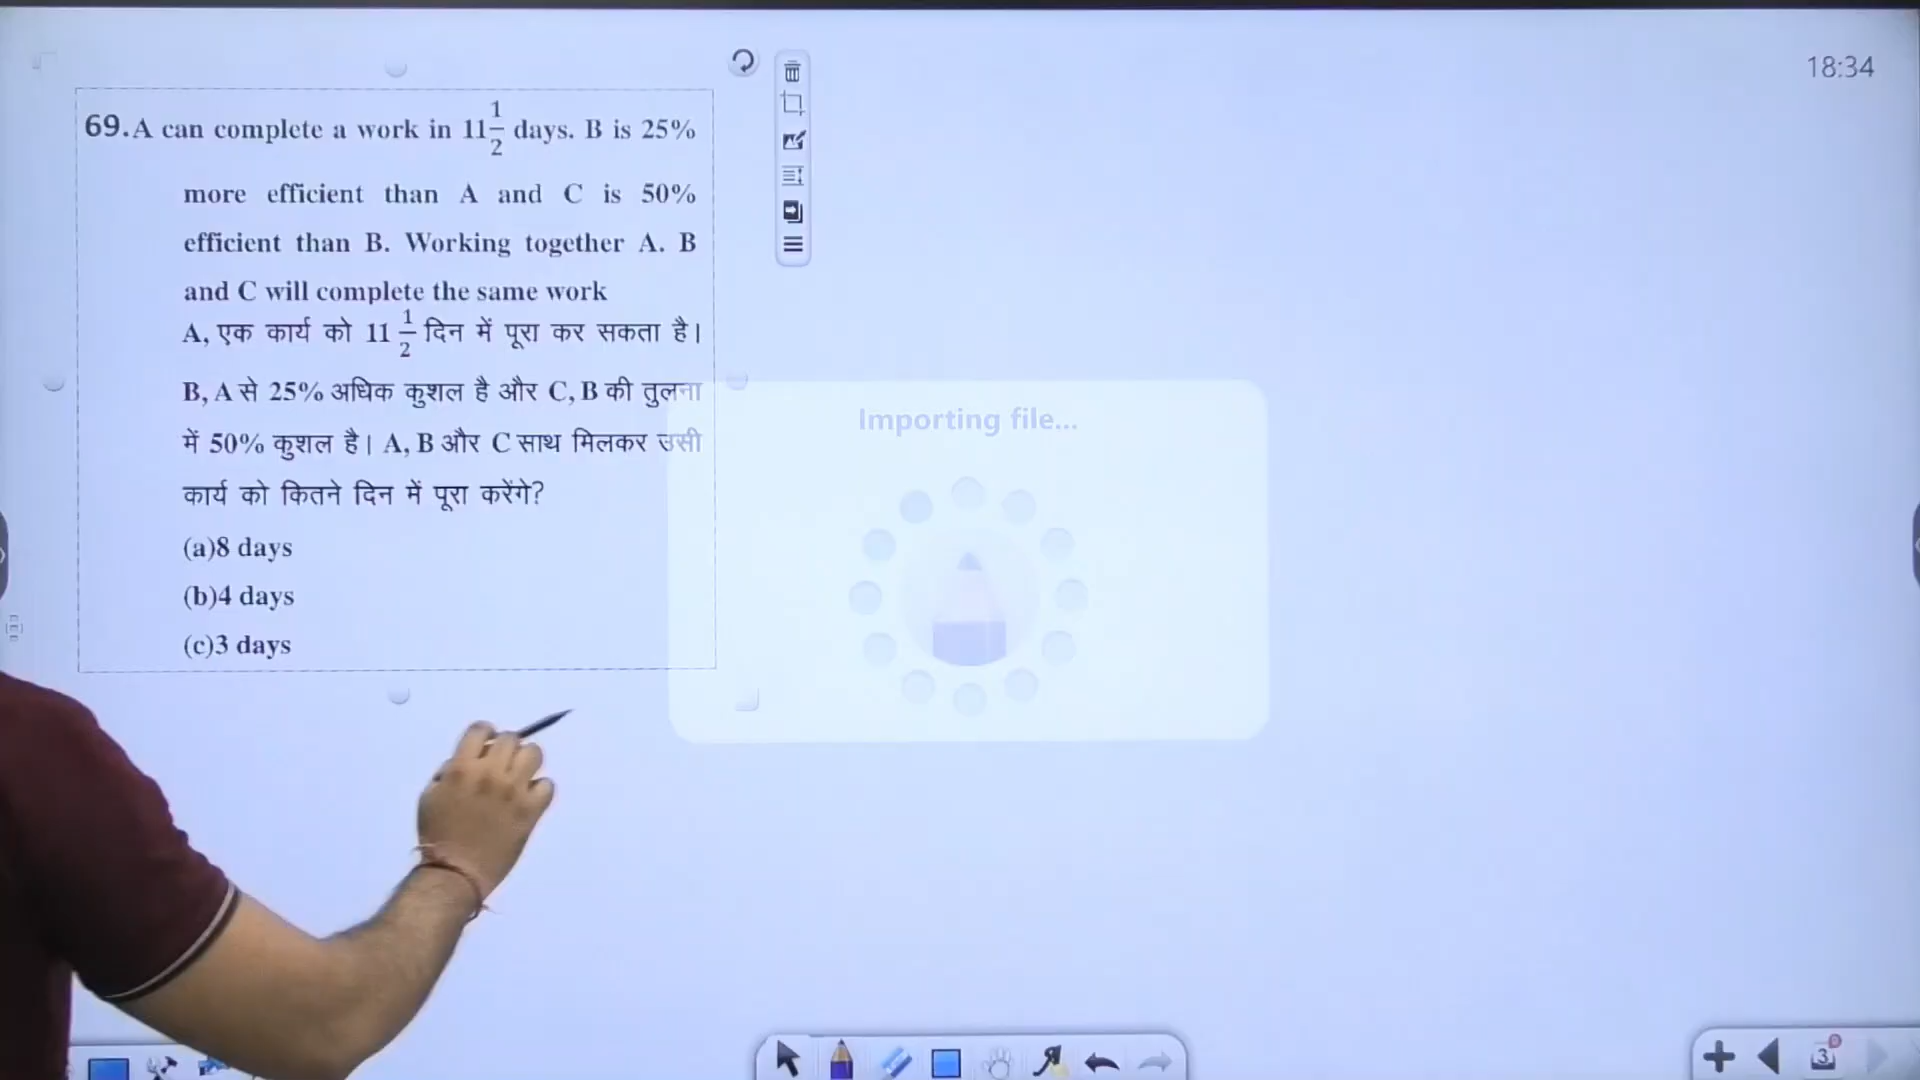 18:34
69.A can complete a work in 11 1/2 days. B is 25%
more efficient than A and C is 50%
efficient than B. Working together A. B
and C will complete the same work
A, एक कार्य को 11 1/2 दिन में पूरा कर सकता है।
B, A से 25% अधिक कुशल है और C, B की तुलना
में 50% कुशल है। A, B और C साथ मिलकर उसी
कार्य को कितने दिन में पूरा करेंगे?
(a)8 days
(b)4 days
(c)3 days
Importing file...
3